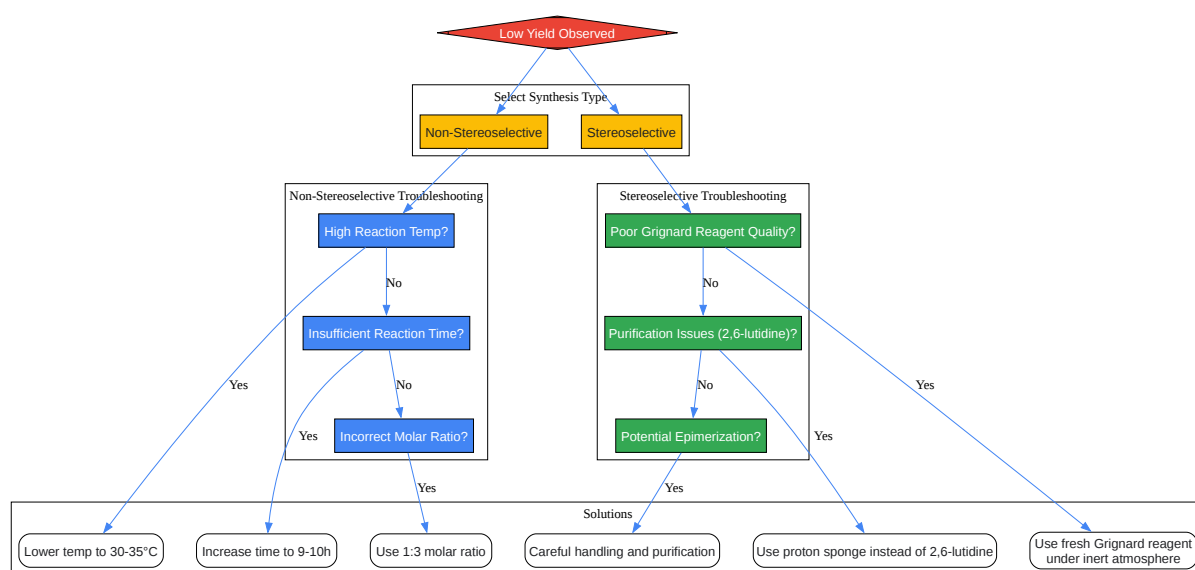 Low Yield Observed
Select Synthesis Type
Non-Stereoselective
Stereoselective
Non-Stereoselective Troubleshooting
Stereoselective Troubleshooting
High Reaction Temp?
Poor Grignard Reagent Quality?
No
No
Insufficient Reaction Time?
Purification Issues (2,6-lutidine)?
Yes
No
No
Yes
Yes
Incorrect Molar Ratio?
Potential Epimerization?
Yes
Yes
Yes
Solutions
Lower temp to 30-35°C
Increase time to 9-10h
Use 1:3 molar ratio
Careful handling and purification
Use proton sponge instead of 2,6-lutidine
Use fresh Grignard reagent
under inert atmosphere